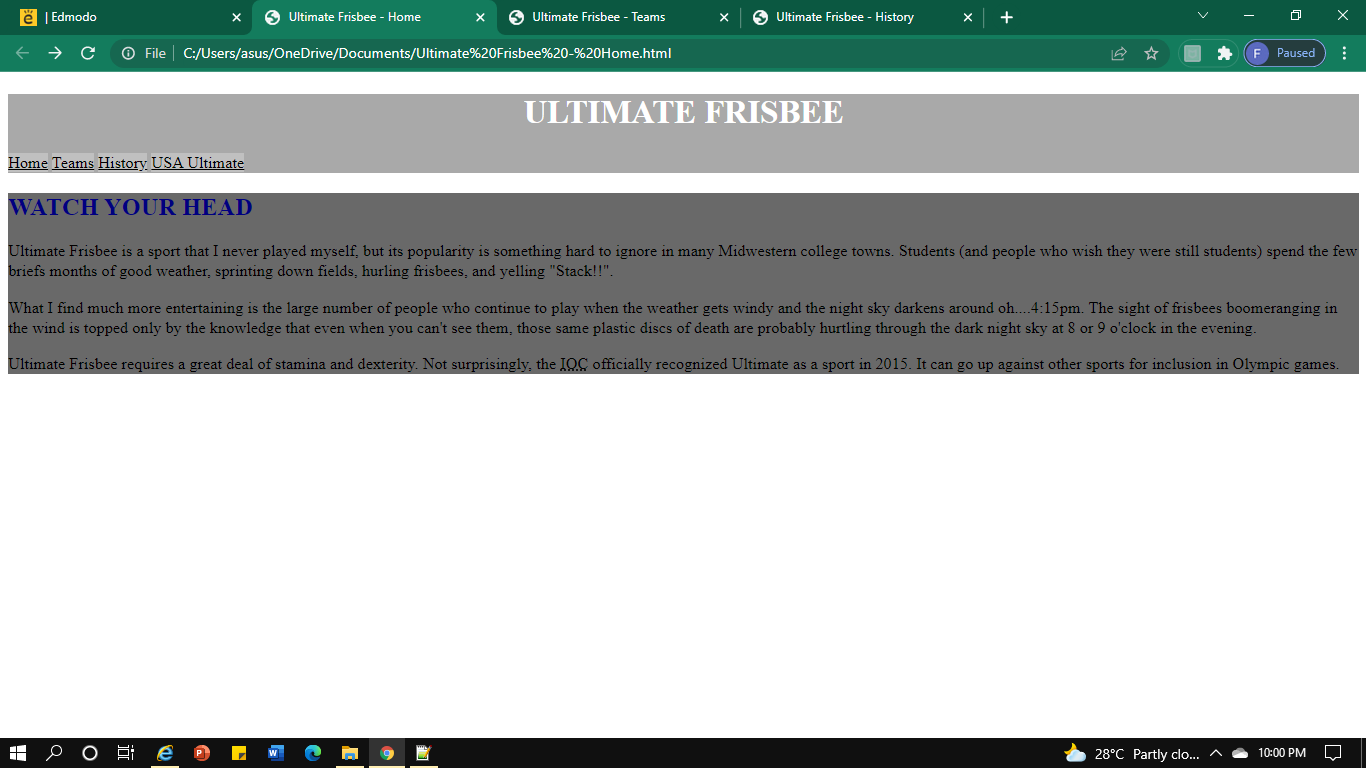 | Edmodo
Ultimate Frisbee - Home
Ultimate Frisbee - Teams
Ultimate Frisbee - History
File
C:/Users/asus/OneDrive/Documents/Ultimate%20Frisbee%20-%20Home.html
F Paused
ULTIMATE FRISBEE
Home Teams History USA Ultimate
WATCH YOUR HEAD
Ultimate Frisbee is a sport that I never played myself, but its popularity is something hard to ignore in many Midwestern college towns. Students (and people who wish they were still students) spend the few
briefs months of good weather, sprinting down fields, hurling frisbees, and yelling "Stack!!".
What I find much more entertaining is the large number of people who continue to play when the weather gets windy and the night sky darkens around oh....4:15pm. The sight of frisbees boomeranging in
the wind is topped only by the knowledge that even when you can't see them, those same plastic discs of death are probably hurtling through the dark night sky at 8 or 9 o'clock in the evening.
Ultimate Frisbee requires a great deal of stamina and dexterity. Not surprisingly, the IOC officially recognized Ultimate as a sport in 2015. It can go up against other sports for inclusion in Olympic games.
28°C Partly clo... 10:00 PM